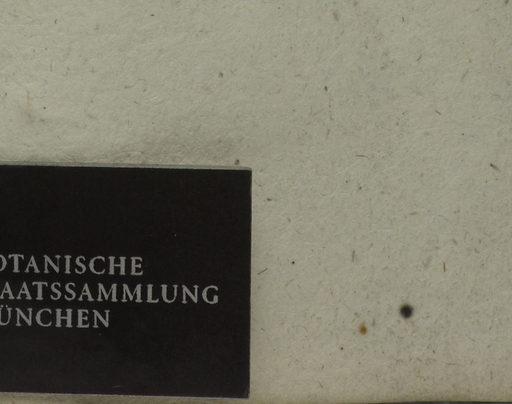 OTANISCHE
AATSSAMMLUNG
ÜNCHEN